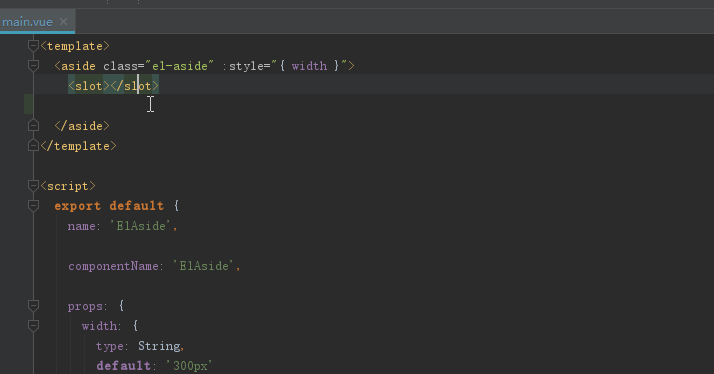 main.vue
<template>
<aside class="el-aside" :style="{ width }">
<slot></slot>
</aside>
</template>
<script>
export default {
name: 'ElAside',
componentName: 'ElAside',
props: {
width: {
type: String,
default: '300px'